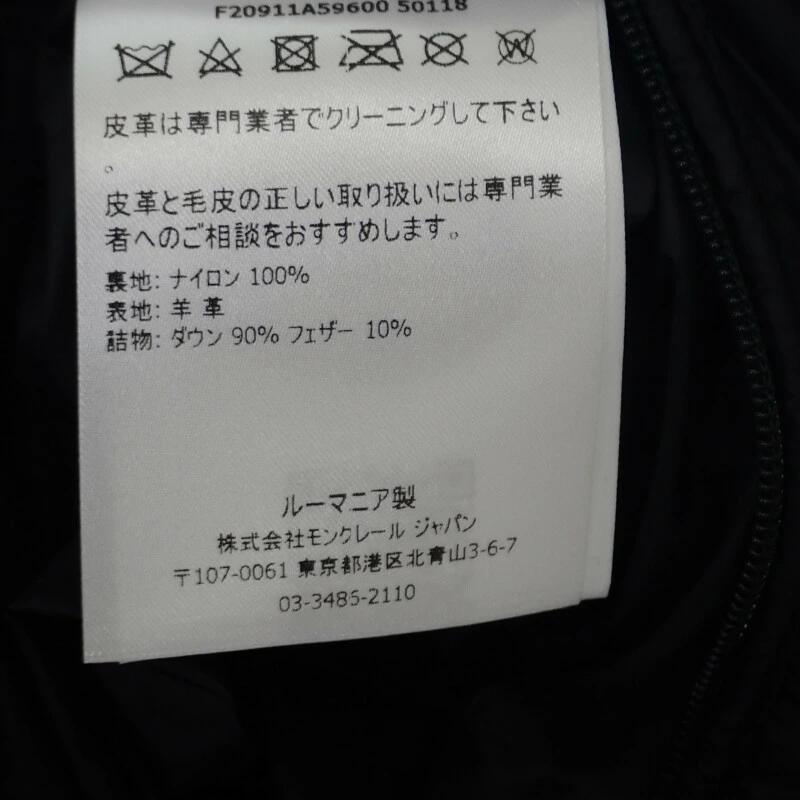 F20911A59600 50118
皮革は専門業者でクリーニングして下さい
。
皮革と毛皮の正しい取り扱いには専門業
者へのご相談をおすすめします。
裏地: ナイロン 100%
表地: 羊 革
詰物: ダウン 90% フェザー 10%
ルーマニア製
株式会社モンクレール ジャパン
〒107-0061 東京都港区北青山3-6-7
03-3485-2110